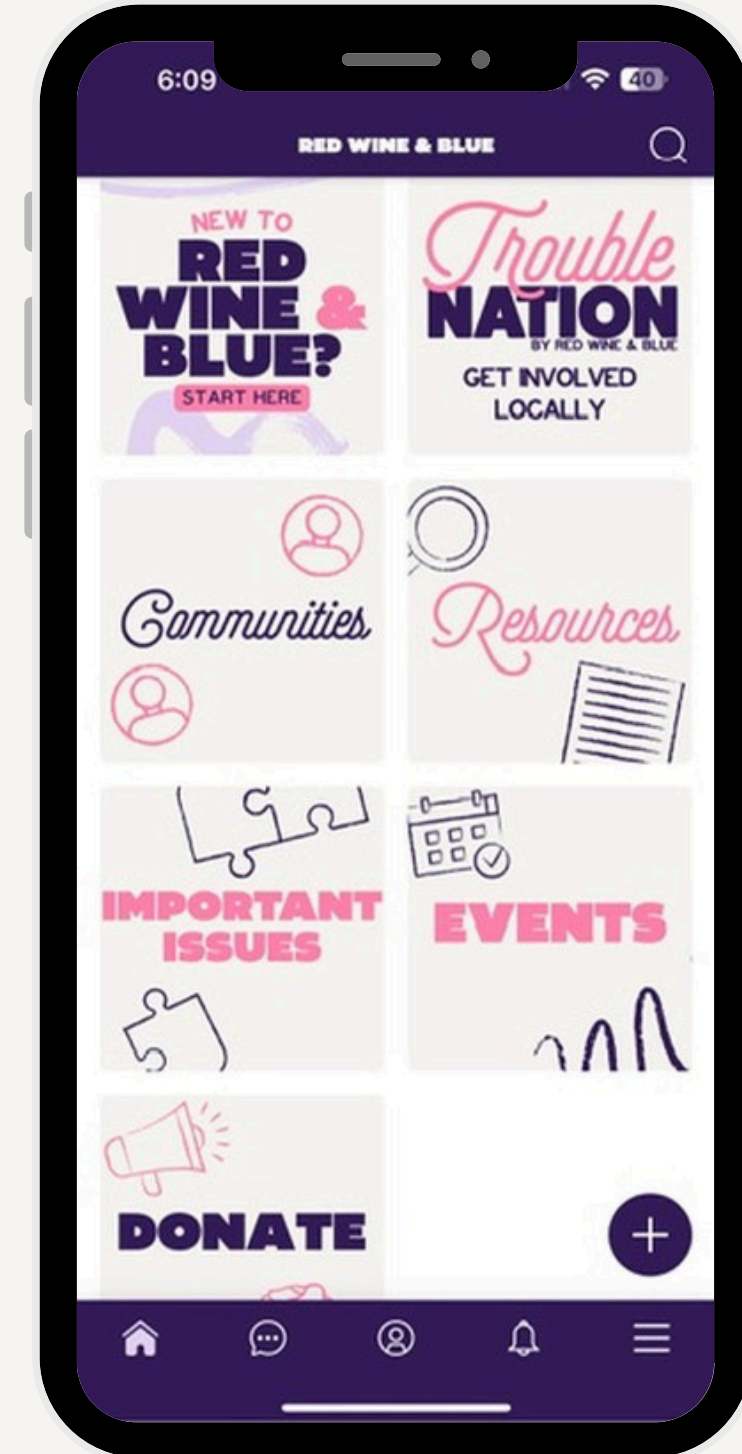 6:09
40
RED WINE & BLUE
NEW TO
RED
WINE &
BLUE?
START HERE
Trouble
NATION
BY RED WINE & BLUE
GET INVOLVED
LOCALLY
Communities
Resources
IMPORTANT
ISSUES
EVENTS
DONATE